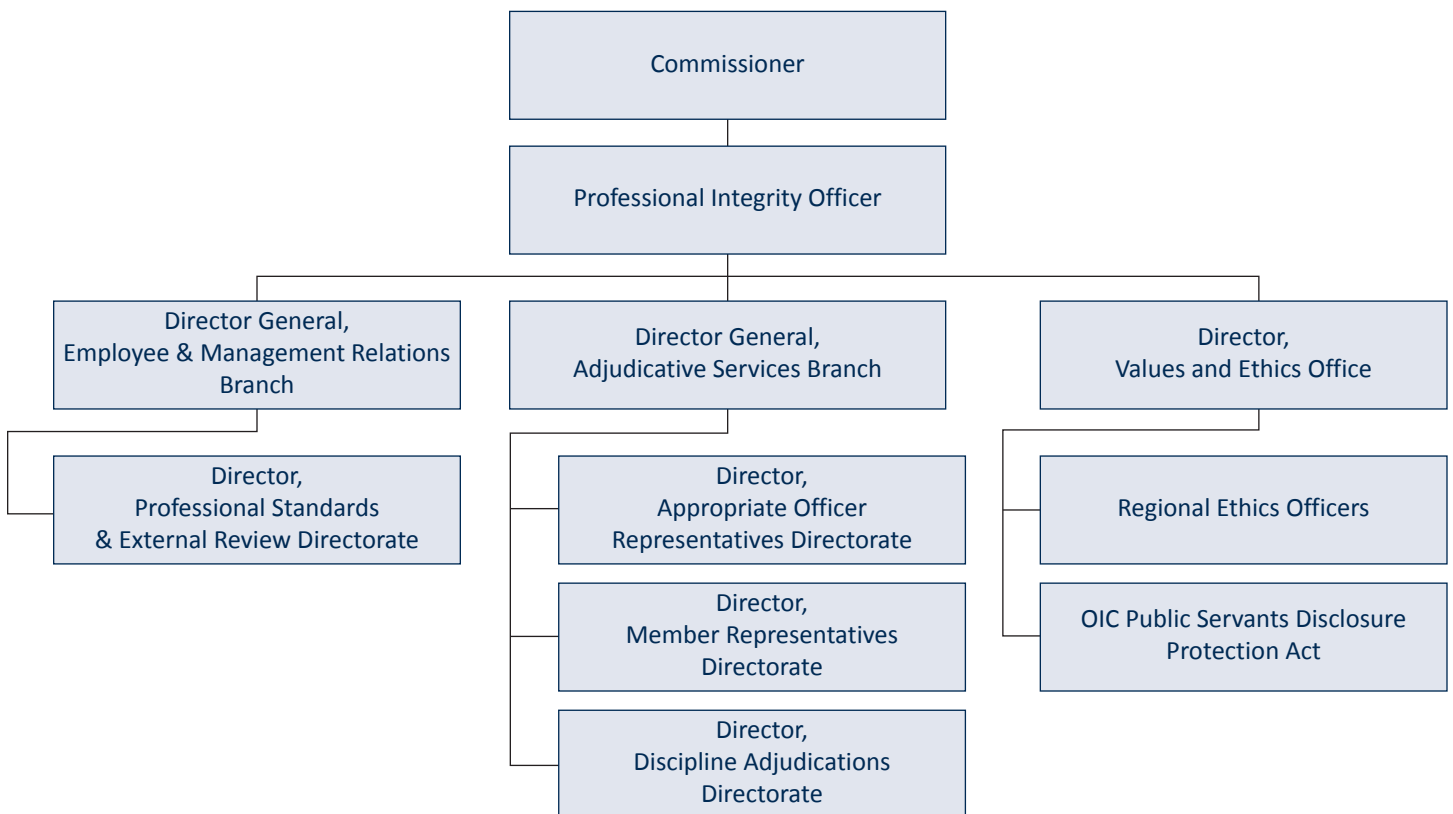 Commissioner
Professional Integrity Officer
Director General,
Employee & Management Relations
Branch
Director General,
Adjudicative Services Branch
Director,
Values and Ethics Office
Director,
Professional Standards
& External Review Directorate
Director,
Appropriate Officer
Representatives Directorate
Regional Ethics Officers
Director,
Member Representatives
Directorate
OIC Public Servants Disclosure
Protection Act
Director,
Discipline Adjudications
Directorate